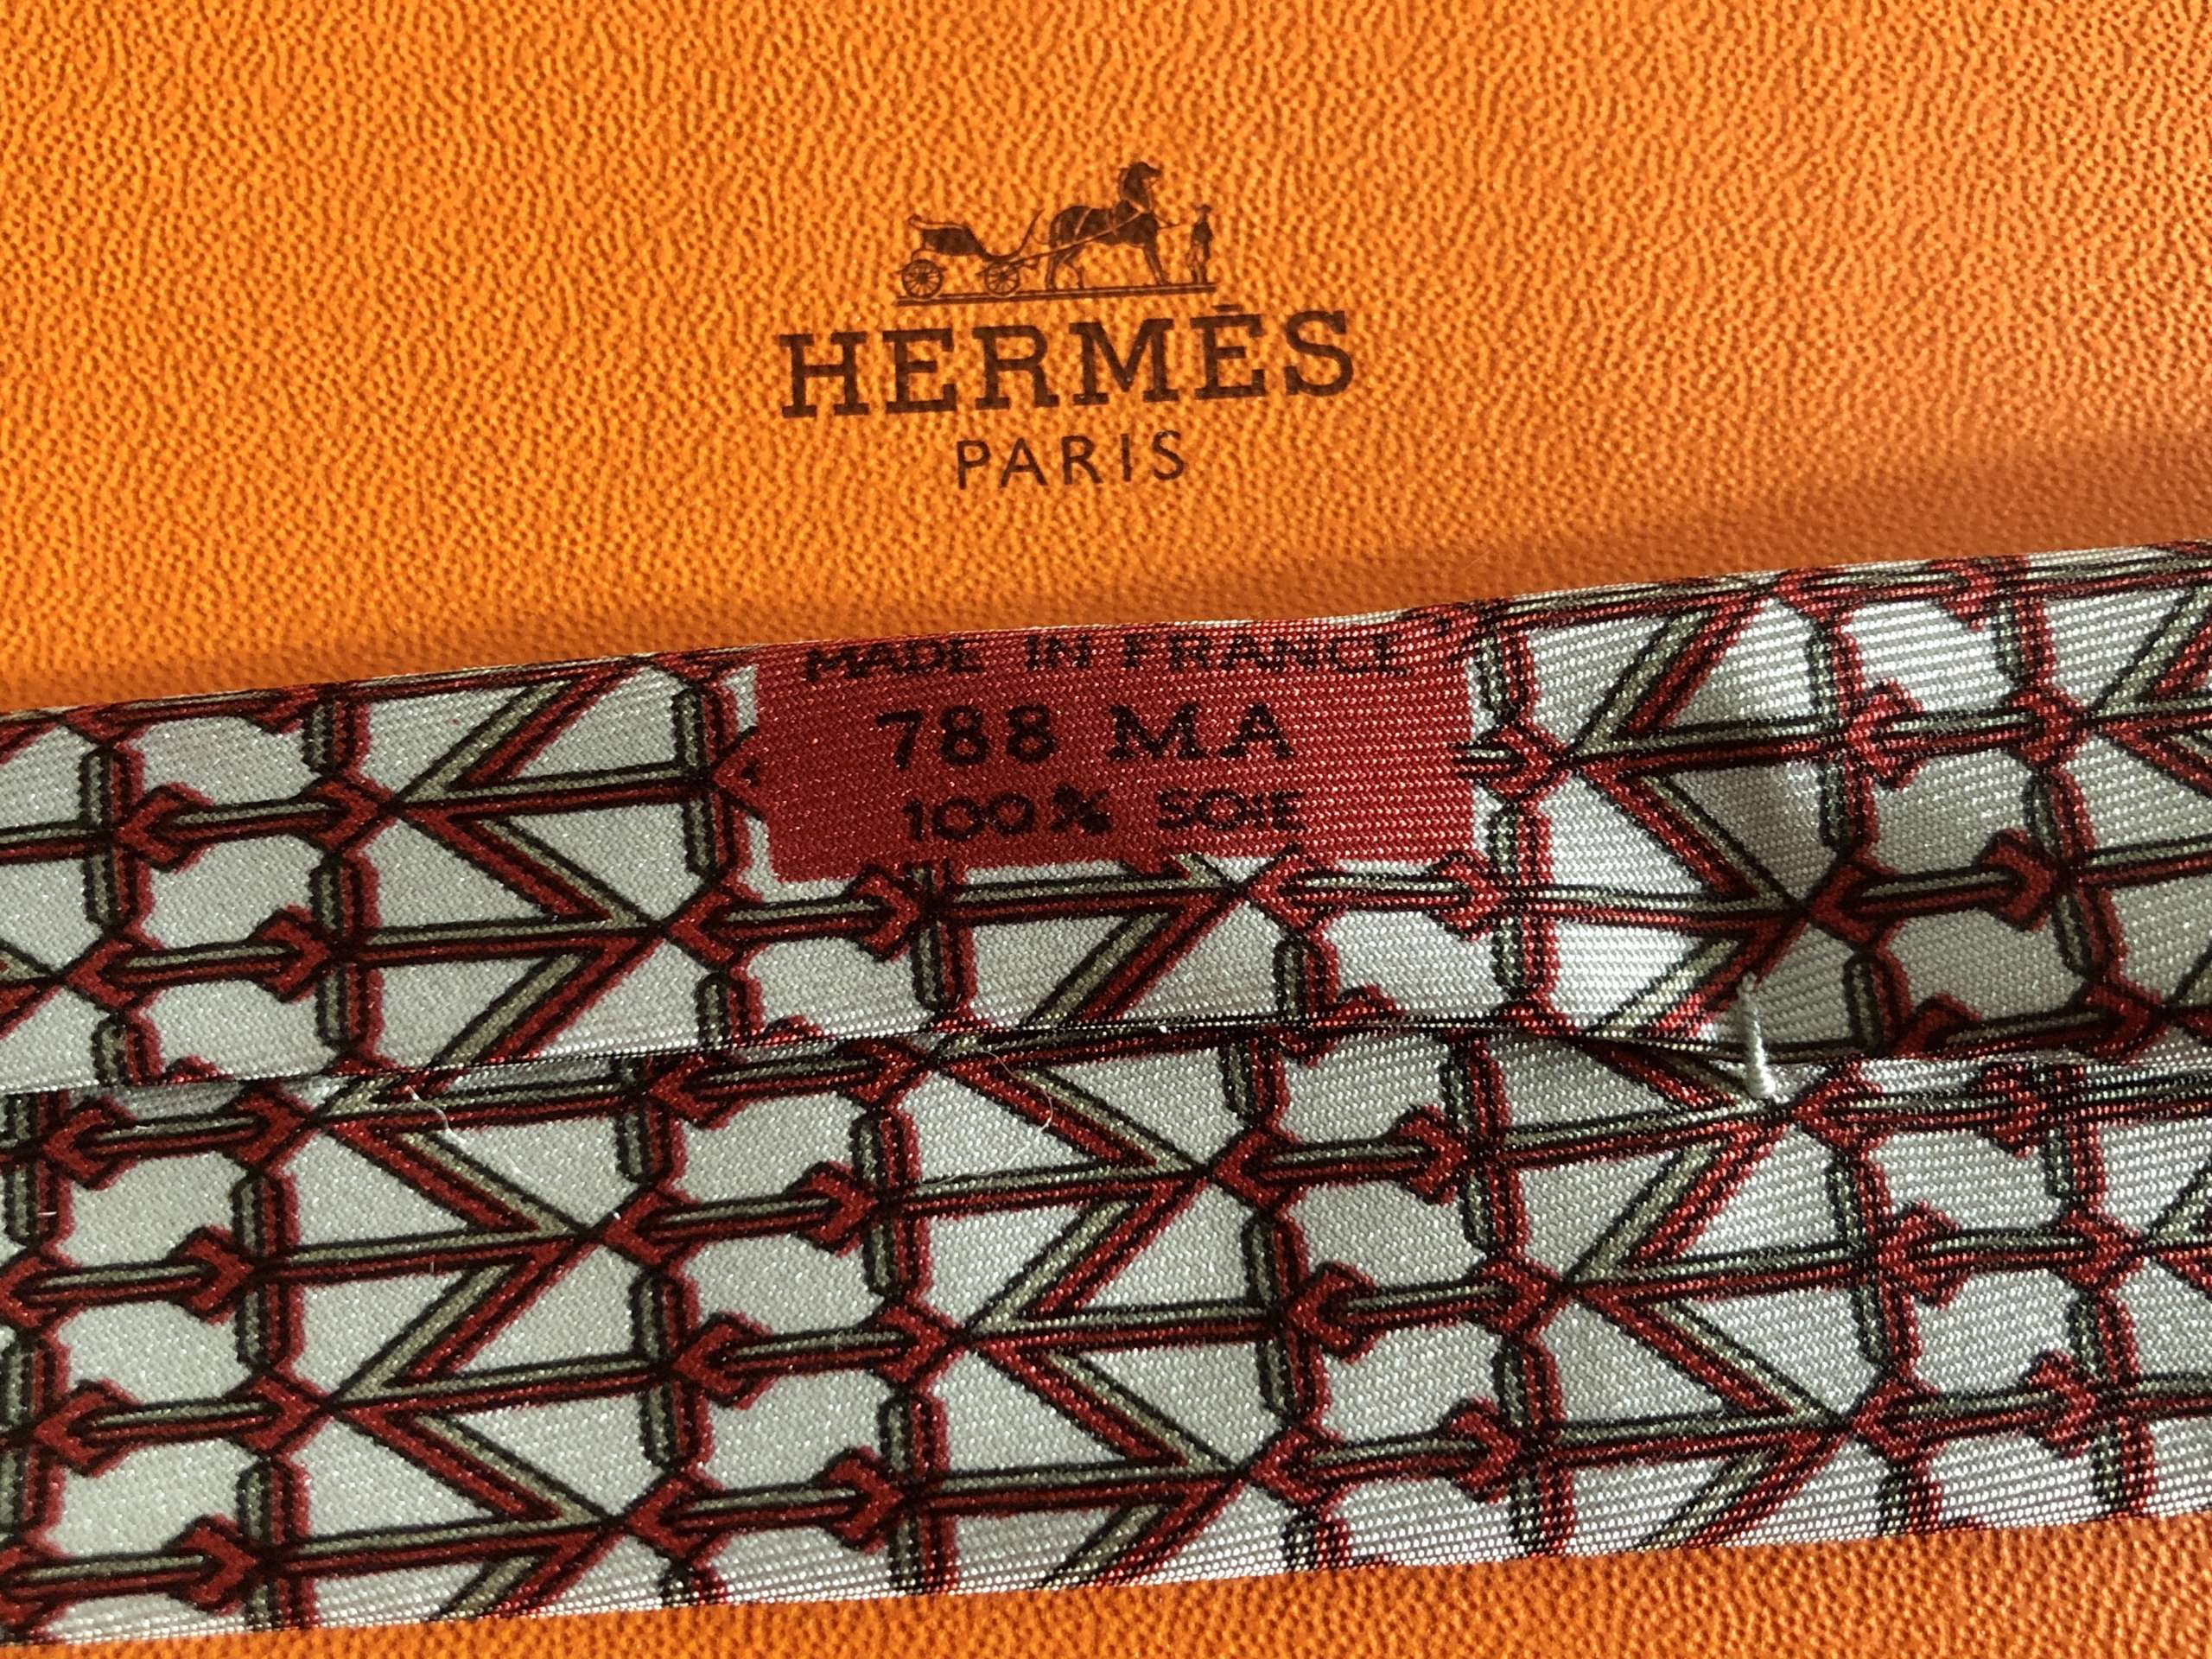 HERMÈS
PARIS
MADE IN FRANCE
788 MA
100% SOIE